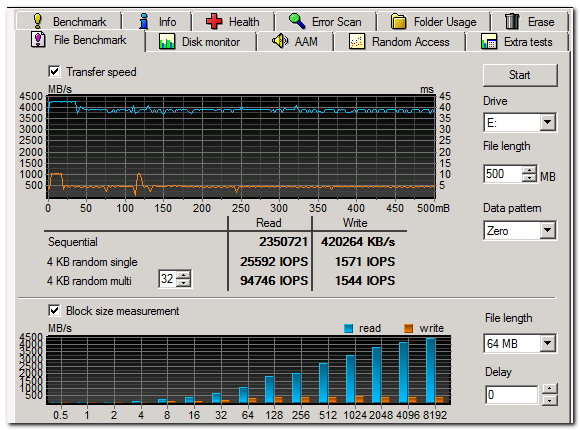 Benchmark Info Health Error Scan Folder Usage Erase
File Benchmark Disk monitor AAM Random Access Extra tests
Transfer speed
Start
MB/s ms
4500 45
4000 40
3500 35
3000 30
2500 25
2000 20
1500 15
1000 10
500 5
0 50 100 150 200 250 300 350 400 450 500mB
Drive
E:
File length
500 MB
Data pattern
Zero
Read Write
Sequential 2350721 420264 KB/s
4 KB random single 25592 IOPS 1571 IOPS
4 KB random multi 32 94746 IOPS 1544 IOPS
Block size measurement
MB/s read write
4500
4000
3500
3000
2500
2000
1500
1000
500
0.5 1 2 4 8 16 32 64 128 256 512 1024 2048 4096 8192
File length
64 MB
Delay
0